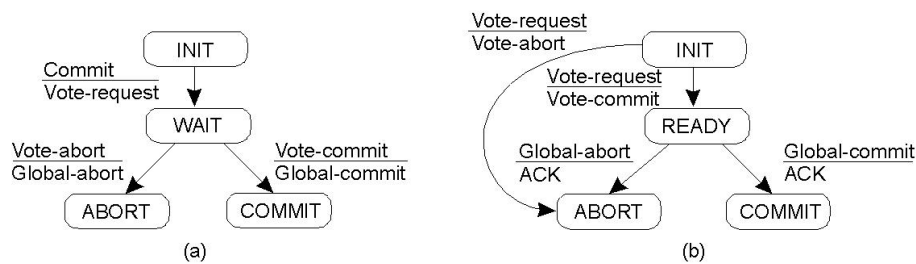 INIT
Commit
Vote-request
WAIT
Vote-abort
Global-abort
Vote-commit
Global-commit
ABORT
COMMIT
(a)
Vote-request
Vote-abort
INIT
Vote-request
Vote-commit
READY
Global-abort
ACK
Global-commit
ACK
ABORT
COMMIT
(b)